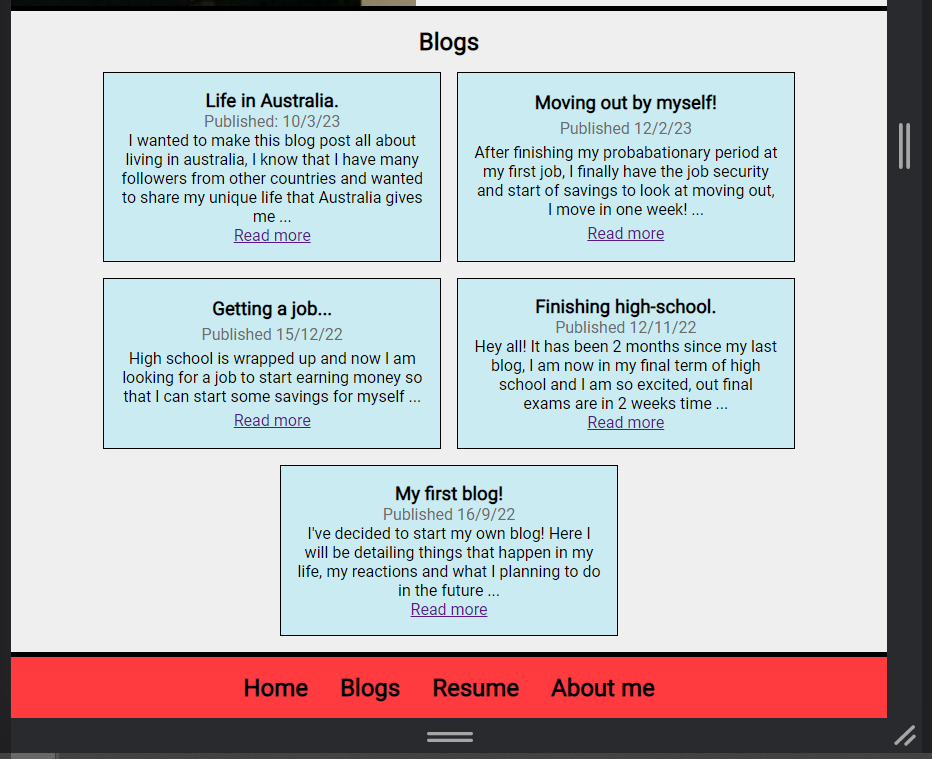 Blogs
Life in Australia.
Published: 10/3/23
I wanted to make this blog post all about
living in australia, I know that I have many
followers from other countries and wanted
to share my unique life that Australia gives
me ...
Read more
Moving out by myself!
Published 12/2/23
After finishing my probabationary period at
my first job, I finally have the job security
and start of savings to look at moving out,
I move in one week! ...
Read more
Getting a job...
Published 15/12/22
High school is wrapped up and now I am
looking for a job to start earning money so
that I can start some savings for myself ...
Read more
Finishing high-school.
Published 12/11/22
Hey all! It has been 2 months since my last
blog, I am now in my final term of high
school and I am so excited, out final
exams are in 2 weeks time ...
Read more
My first blog!
Published 16/9/22
I've decided to start my own blog! Here I
will be detailing things that happen in my
life, my reactions and what I planning to do
in the future ...
Read more
Home Blogs Resume About me